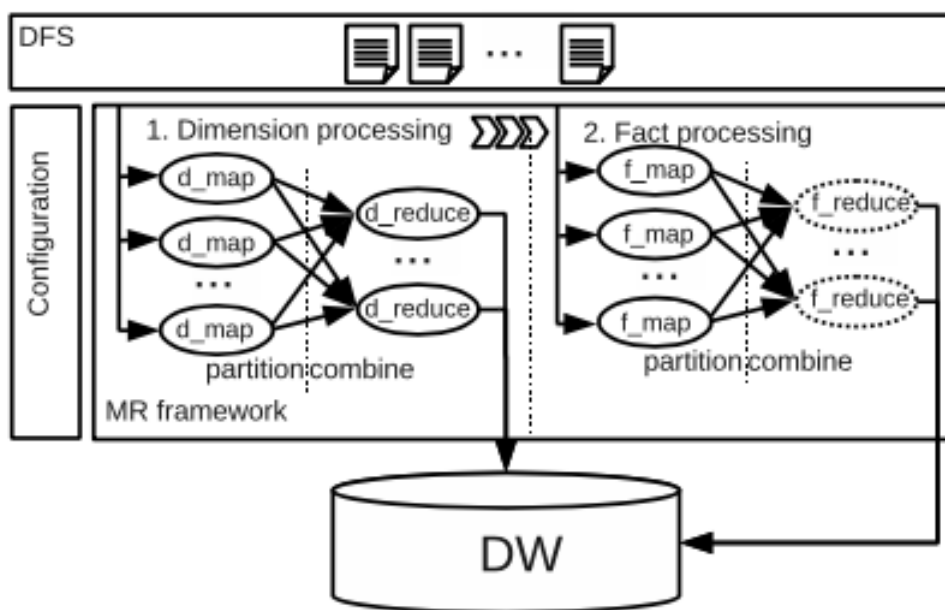 DFS
...
Configuration
1. Dimension processing
d_map
d_map
...
d_map
d_reduce
...
d_reduce
partition combine
2. Fact processing
f_map
f_map
...
f_map
f_reduce
...
f_reduce
partition combine
MR framework
DW